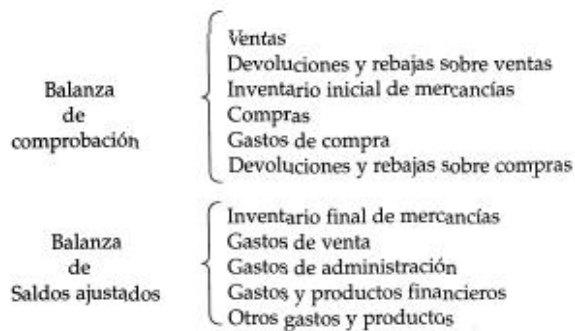 Ventas
Devoluciones y rebajas sobre ventas
Balanza
de
comprobación
Inventario inicial de mercancías
Compras
Gastos de compra
Devoluciones y rebajas sobre compras
Balanza
de
Saldos ajustados
Inventario final de mercancías
Gastos de venta
Gastos de administración
Gastos y productos financieros
Otros gastos y productos